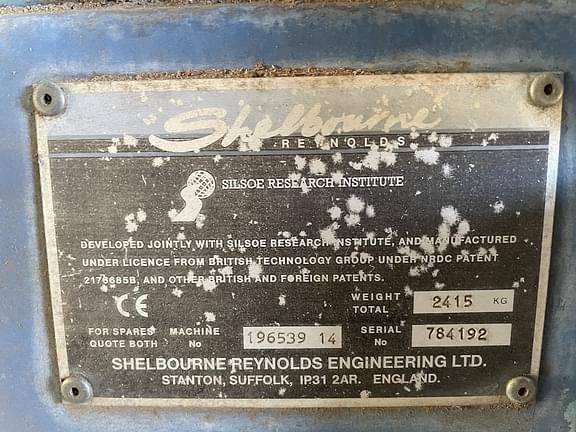 Shelbourne
REYNOLDS
SILSOE RESEARCH INSTITUTE
DEVELOPED JOINTLY WITH SILSOE RESEARCH INSTITUTE, AND MANUFACTURED
UNDER LICENCE FROM BRITISH TECHNOLOGY GROUP UNDER NRDC PATENT
2176685B, AND OTHER BRITISH AND FOREIGN PATENTS.
CE WEIGHT TOTAL 2415 KG
FOR SPARES QUOTE BOTH MACHINE No 196539 14 SERIAL No 784192
SHELBOURNE REYNOLDS ENGINEERING LTD.
STANTON, SUFFOLK, IP31 2AR. ENGLAND.